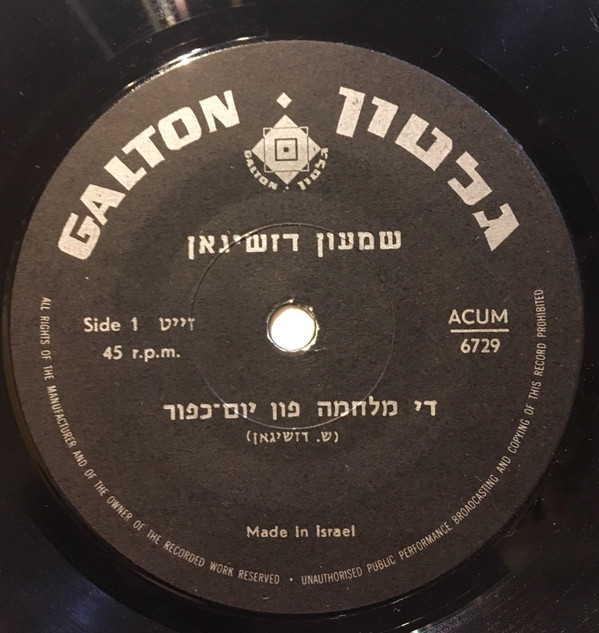 GALTON גלטון
GALTON · גלטון
שמעון דזשיגאן
Side 1 זייט
45 r.p.m.
ACUM
6729
די מלחמה פון יום־כפור
(ש. דזשיגאן)
Made in Israel
ALL RIGHTS OF THE MANUFACTURER AND OF THE OWNER OF THE RECORDED WORK RESERVED • UNAUTHORISED PUBLIC PERFORMANCE BROADCASTING AND COPYING OF THIS RECORD PROHIBITED